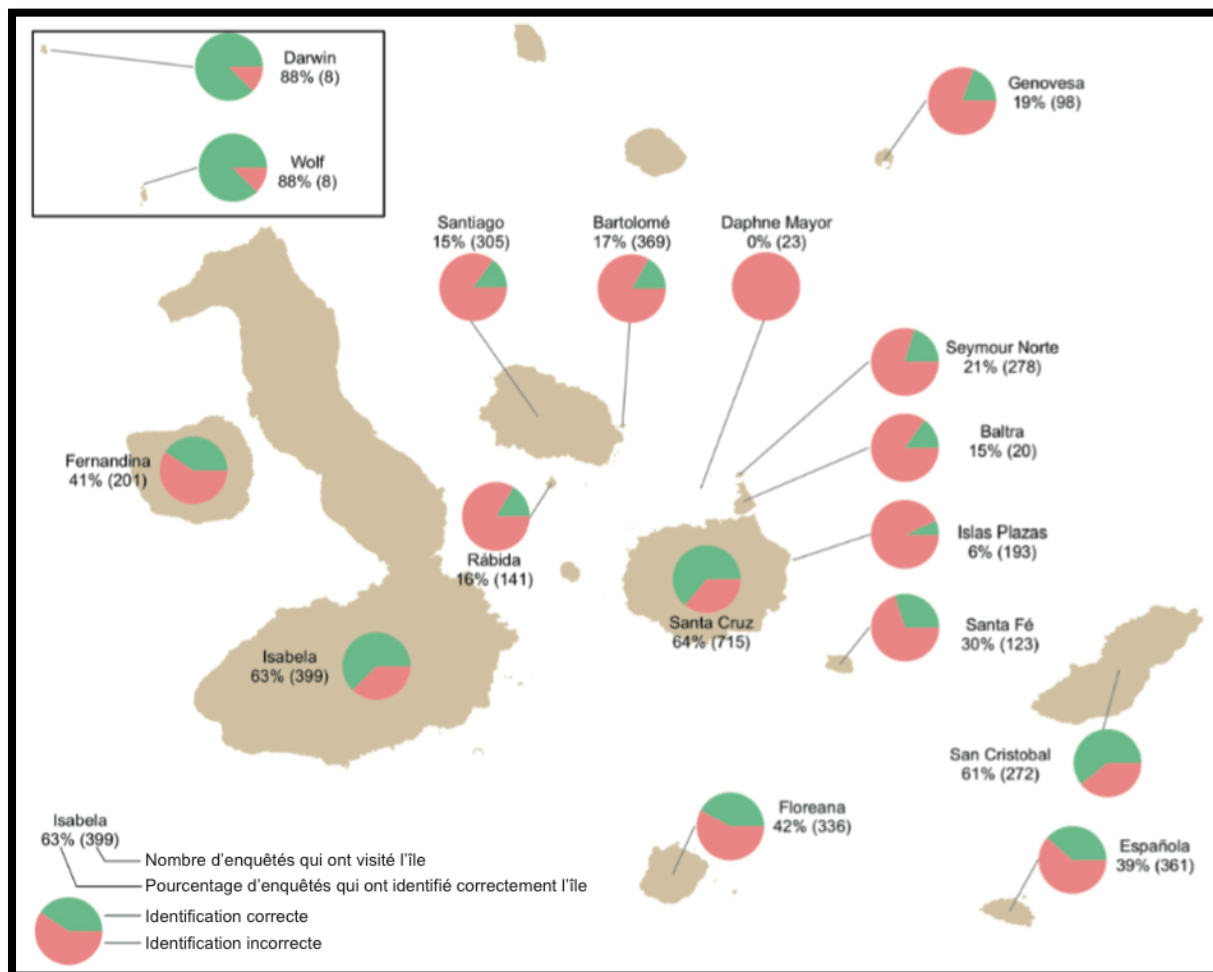 Darwin
88% (8)
Wolf
88% (8)
Genovesa
19% (98)
Santiago
15% (305)
Bartolomé
17% (369)
Daphne Mayor
0% (23)
Seymour Norte
21% (278)
Baltra
15% (20)
Fernandina
41% (201)
Rábida
16% (141)
Islas Plazas
6% (193)
Santa Cruz
64% (715)
Santa Fé
30% (123)
Isabela
63% (399)
San Cristobal
61% (272)
Floreana
42% (336)
Española
39% (361)
Isabela
63% (399)
Nombre d'enquêtés qui ont visité l'île
Pourcentage d'enquêtés qui ont identifié correctement l'île
Identification correcte
Identification incorrecte